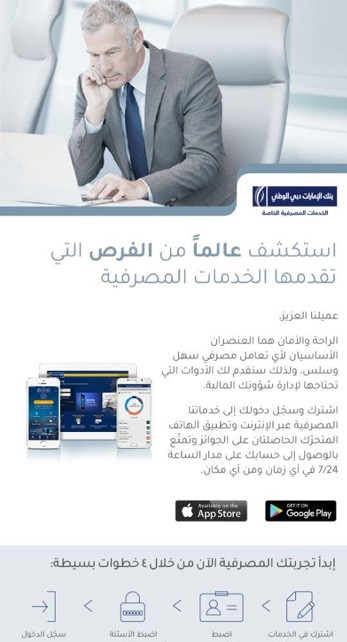 بنك الإمارات دبي الوطني
الخدمات المصرفية الخاصة
استكشف عالماً من الفرص التي
تقدمها الخدمات المصرفية
عميلنا العزيز،
الراحة والأمان هما العنصران
الأساسيان لأي تعامل مصرفي سهل
وسلس. ولذلك سنقدم لك الأدوات التي
تحتاجها لإدارة شؤونك المالية.
اشترك وسجّل دخولك إلى خدماتنا
المصرفية عبر الإنترنت وتطبيق الهاتف
المتحرّك الحاصلتان على الجوائز وتمتّع
بالوصول إلى حسابك على مدار الساعة
7/24 في أي زمان ومن أي مكان.
Available on the
App Store
GET IT ON
Google Play
إبدأ تجربتك المصرفية الآن من خلال ٤ خطوات بسيطة:
اشترك في الخدمات
اضبط
اضبط الأسئلة
سجّل الدخول